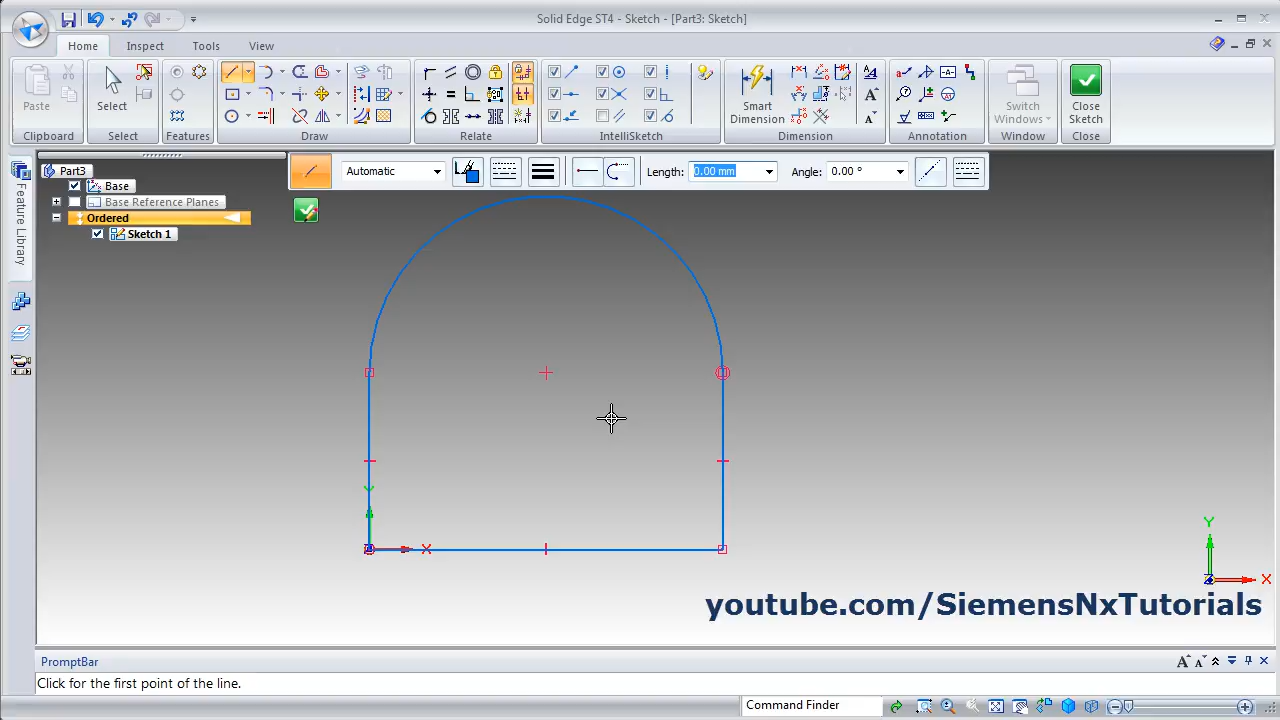 Solid Edge ST4 - Sketch - [Part3: Sketch]
Home Inspect Tools View
Paste
Select
Smart Dimension
Switch Windows
Close Sketch
Clipboard Select Features Draw Relate IntelliSketch Dimension Annotation Window Close
Automatic Length: 0.00 mm Angle: 0.00 °
Feature Library
Part3
Base
Base Reference Planes
Ordered
Sketch 1
Y
X
Y
X
Z
youtube.com/SiemensNxTutorials
PromptBar
Click for the first point of the line.
Command Finder